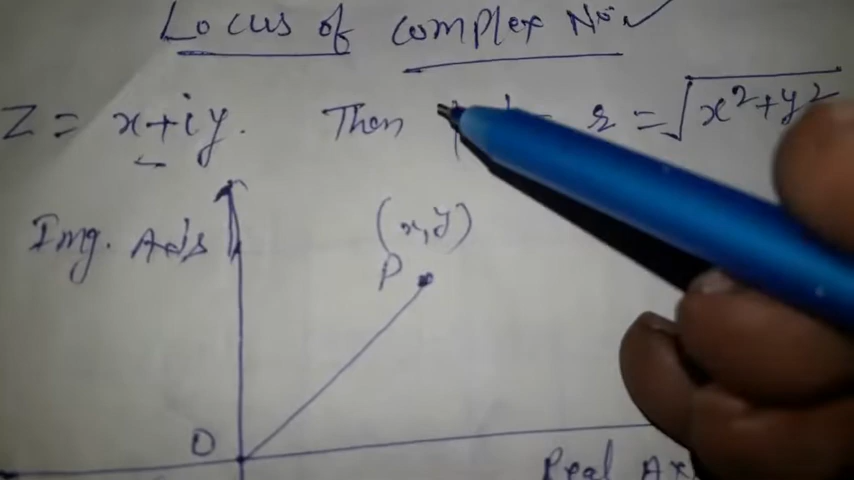 Locus of complex No.
Z = x+iy. Then | | = r = √x²+y²
Img. Axis
(x,y)
P
O
Real Ax